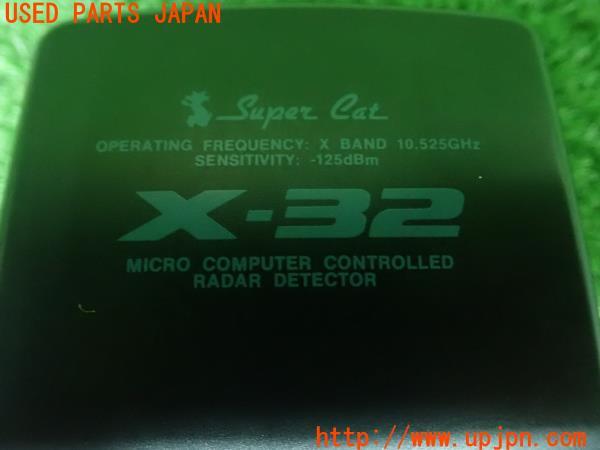 USED PARTS JAPAN
Super Cat
OPERATING FREQUENCY: X BAND 10.525GHz
SENSITIVITY: -125dBm
X-32
MICRO COMPUTER CONTROLLED
RADAR DETECTOR
http://www.upjpn.com/